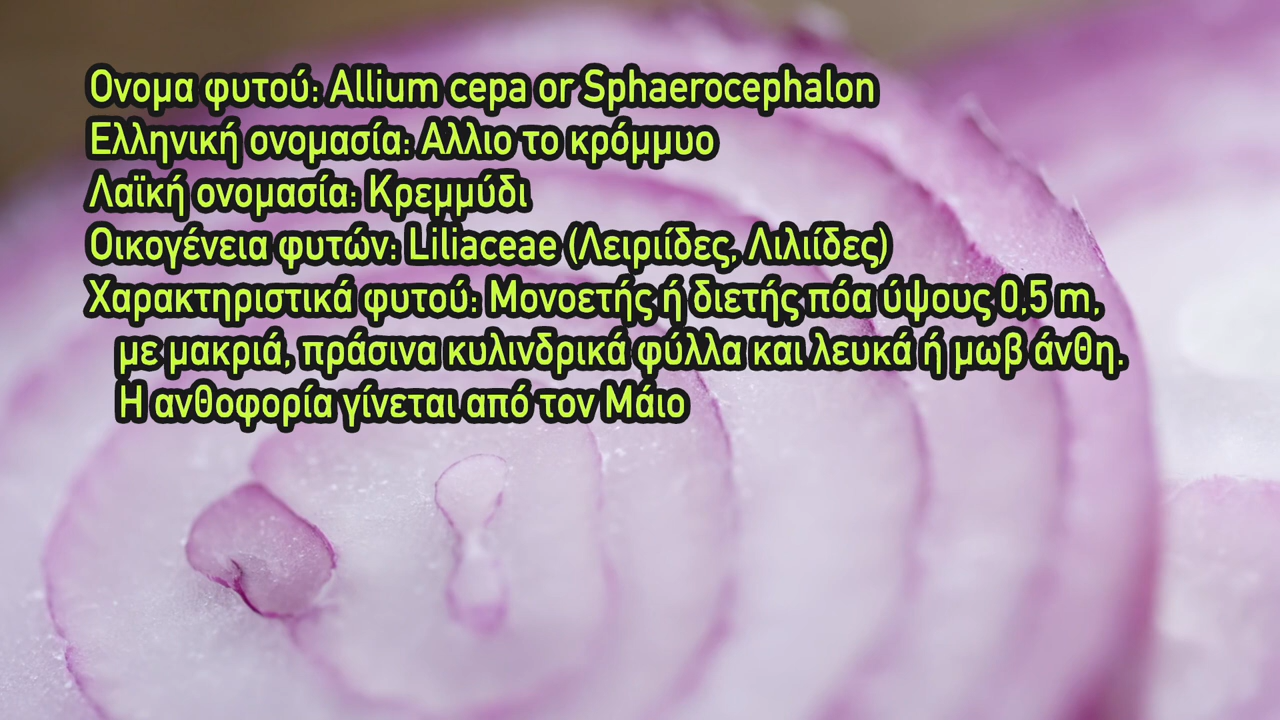 Ονομα φυτού: Allium cepa or Sphaerocephalon
Ελληνική ονομασία: Αλλιο το κρόμμυο
Λαϊκή ονομασία: Κρεμμύδι
Οικογένεια φυτών: Liliaceae (Λειριίδες, Λιλιίδες)
Χαρακτηριστικά φυτού: Μονοετής ή διετής πόα ύψους 0,5 m,
με μακριά, πράσινα κυλινδρικά φύλλα και λευκά ή μωβ άνθη.
Η ανθοφορία γίνεται από τον Μάιο